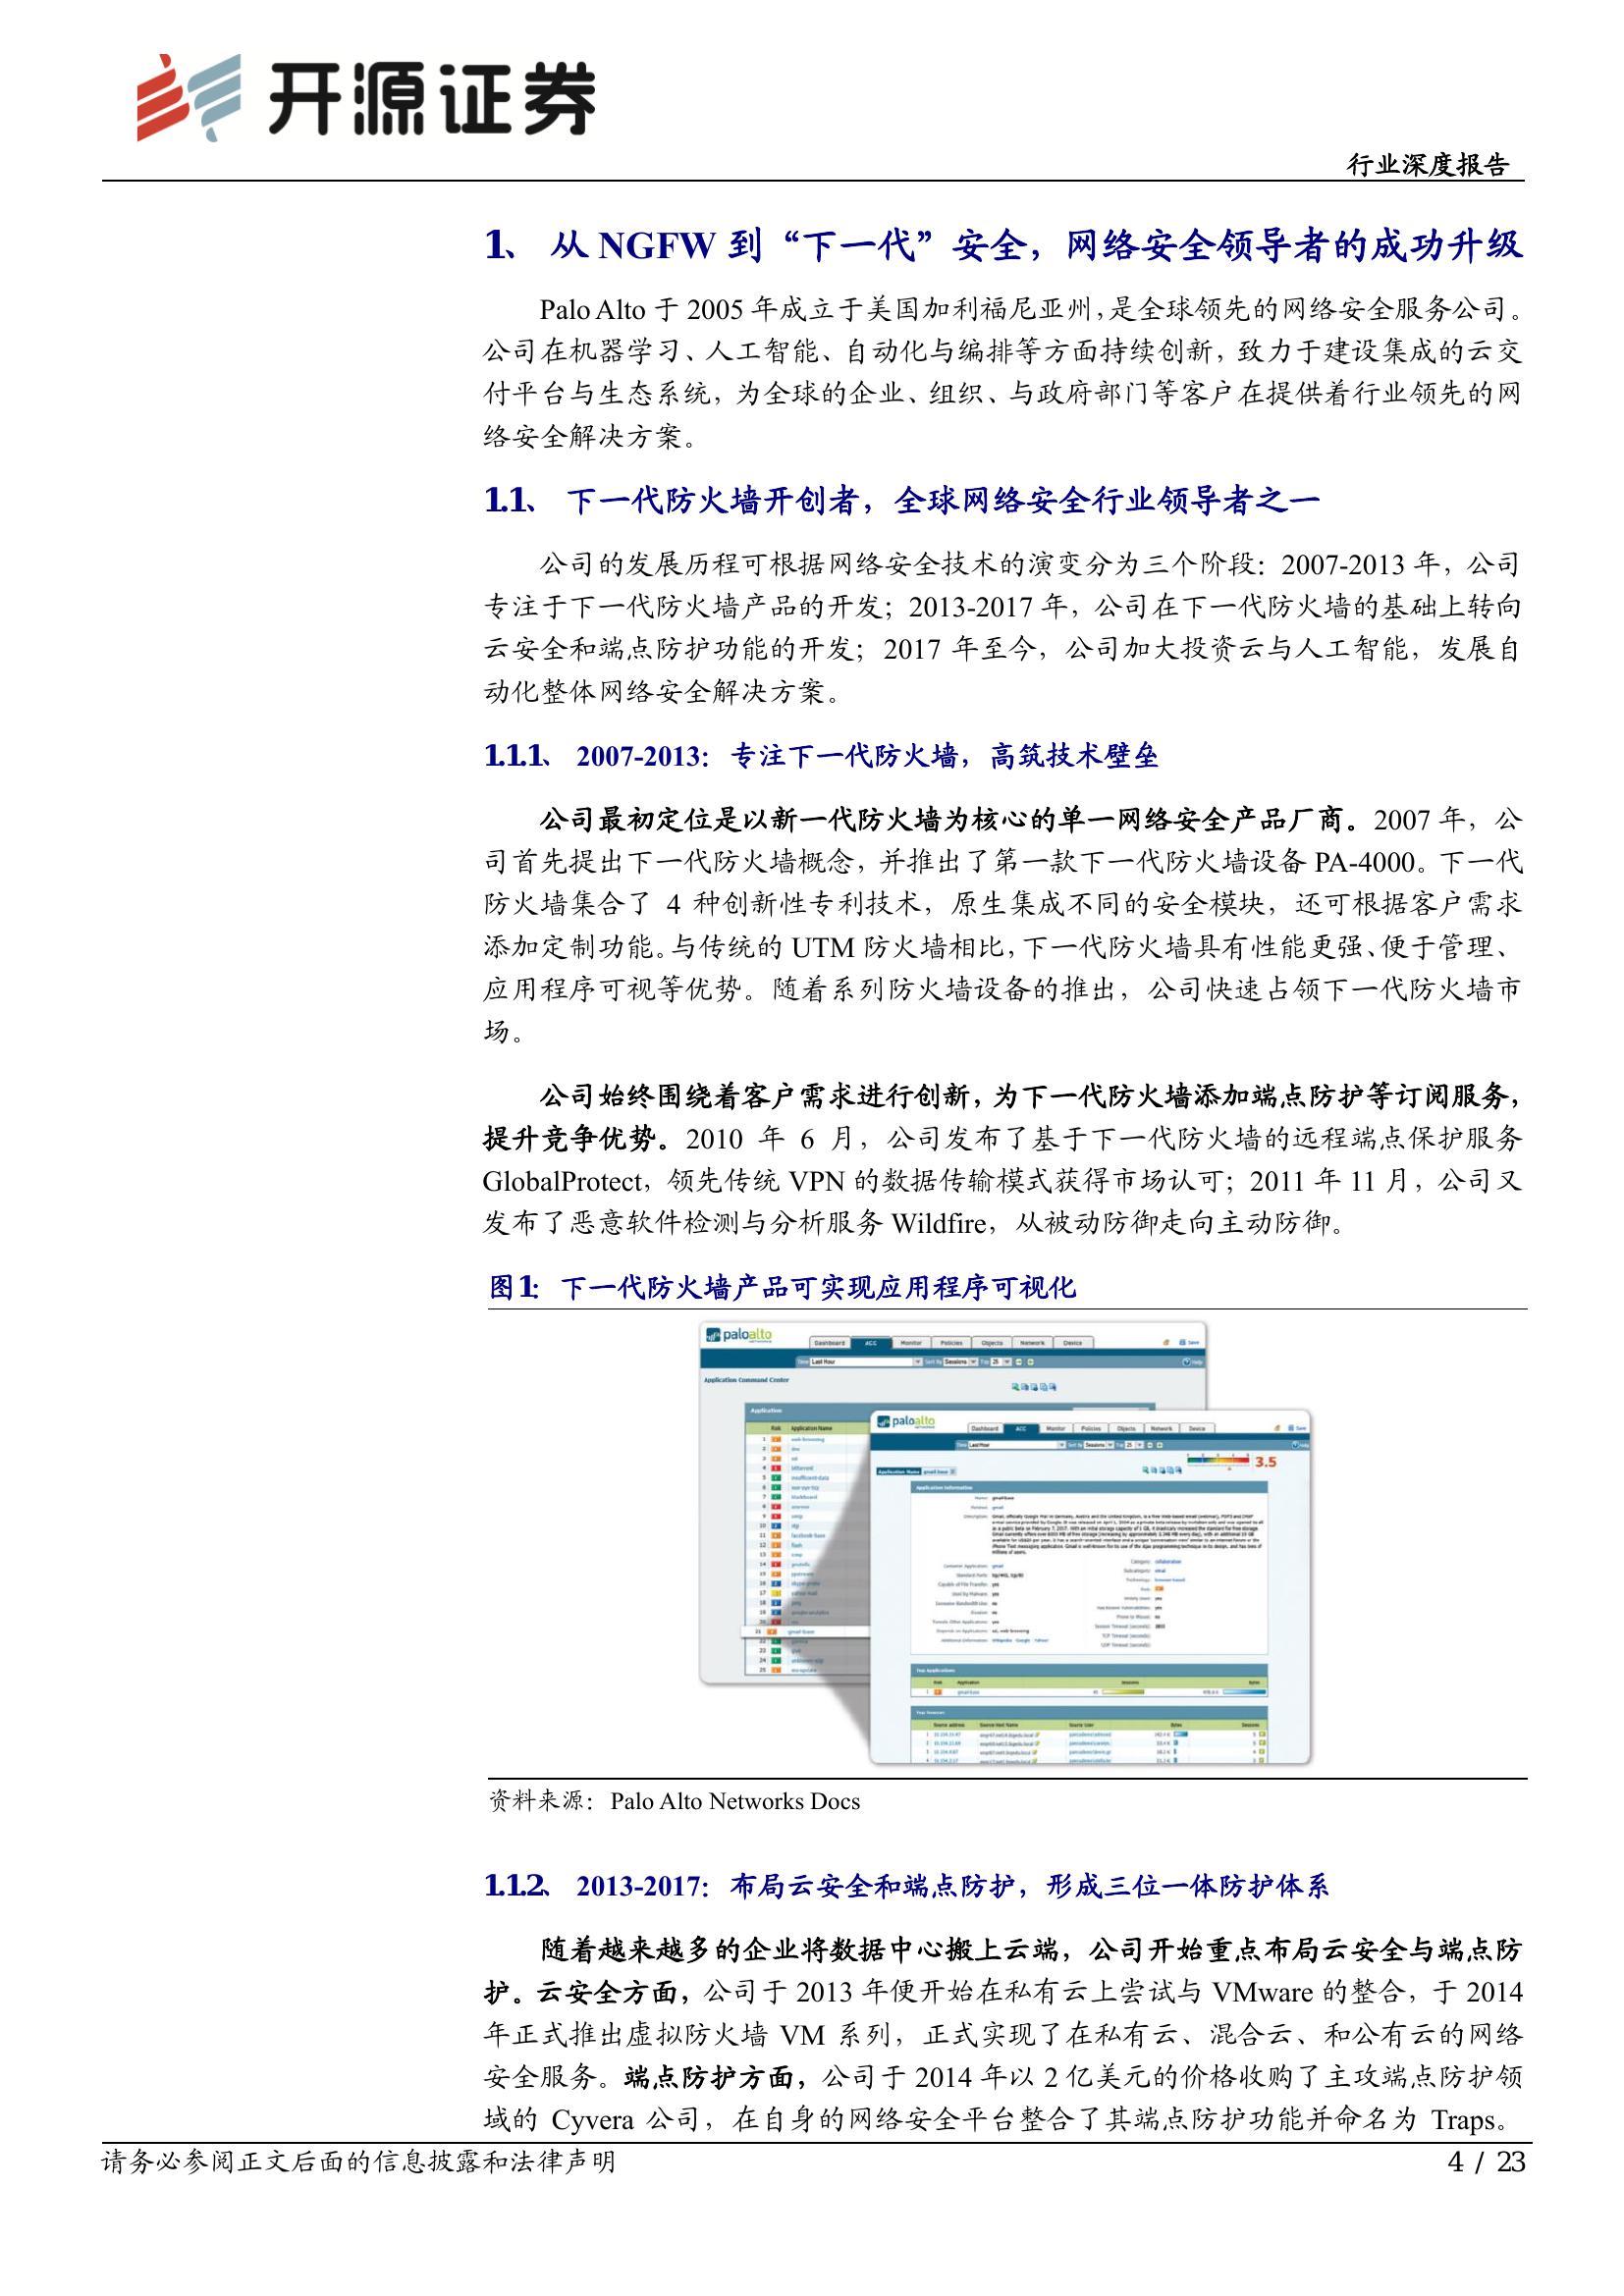 开源证券
行业深度报告
1、 从 NGFW 到“下一代”安全，网络安全领导者的成功升级
Palo Alto 于 2005 年成立于美国加利福尼亚州，是全球领先的网络安全服务公司。
公司在机器学习、人工智能、自动化与编排等方面持续创新，致力于建设集成的云交
付平台与生态系统，为全球的企业、组织、与政府部门等客户在提供着行业领先的网
络安全解决方案。
1.1、 下一代防火墙开创者，全球网络安全行业领导者之一
公司的发展历程可根据网络安全技术的演变分为三个阶段：2007-2013 年，公司
专注于下一代防火墙产品的开发；2013-2017 年，公司在下一代防火墙的基础上转向
云安全和端点防护功能的开发；2017 年至今，公司加大投资云与人工智能，发展自
动化整体网络安全解决方案。
1.1.1、 2007-2013：专注下一代防火墙，高筑技术壁垒
公司最初定位是以新一代防火墙为核心的单一网络安全产品厂商。2007 年，公
司首先提出下一代防火墙概念，并推出了第一款下一代防火墙设备 PA-4000。下一代
防火墙集合了 4 种创新性专利技术，原生集成不同的安全模块，还可根据客户需求
添加定制功能。与传统的 UTM 防火墙相比，下一代防火墙具有性能更强、便于管理、
应用程序可视等优势。随着系列防火墙设备的推出，公司快速占领下一代防火墙市
场。
公司始终围绕着客户需求进行创新，为下一代防火墙添加端点防护等订阅服务，
提升竞争优势。2010 年 6 月，公司发布了基于下一代防火墙的远程端点保护服务
GlobalProtect，领先传统 VPN 的数据传输模式获得市场认可；2011 年 11 月，公司又
发布了恶意软件检测与分析服务 Wildfire，从被动防御走向主动防御。
图1： 下一代防火墙产品可实现应用程序可视化
paloalto
Dashboard ACC Monitor Policies Objects Network Device
Last Hour Sort By Sessions Top 25
Application Command Center
Application
Risk Application Name
paloalto
Dashboard ACC Monitor Policies Objects Network Device
Last Hour Sort By Sessions Top 25
3.5
Application Name gmail-base
Application Information
Top Applications
Top Sources
资料来源：Palo Alto Networks Docs
1.1.2、 2013-2017：布局云安全和端点防护，形成三位一体防护体系
随着越来越多的企业将数据中心搬上云端，公司开始重点布局云安全与端点防
护。云安全方面，公司于 2013 年便开始在私有云上尝试与 VMware 的整合，于 2014
年正式推出虚拟防火墙 VM 系列，正式实现了在私有云、混合云、和公有云的网络
安全服务。端点防护方面，公司于 2014 年以 2 亿美元的价格收购了主攻端点防护领
域的 Cyvera 公司，在自身的网络安全平台整合了其端点防护功能并命名为 Traps。
请务必参阅正文后面的信息披露和法律声明
4 / 23